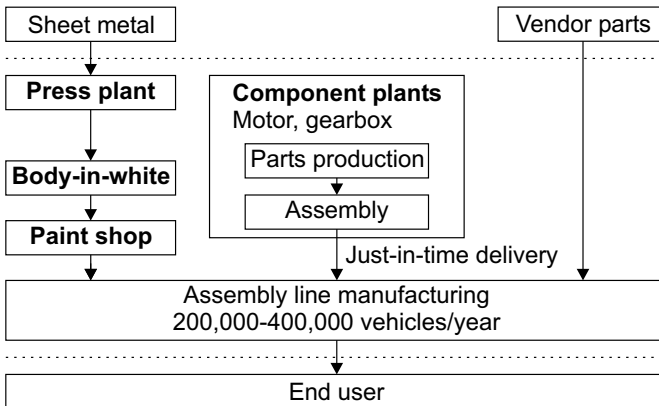 Sheet metal
Vendor parts
Press plant
Component plants
Motor, gearbox
Parts production
Body-in-white
Assembly
Paint shop
Just-in-time delivery
Assembly line manufacturing
200,000-400,000 vehicles/year
End user